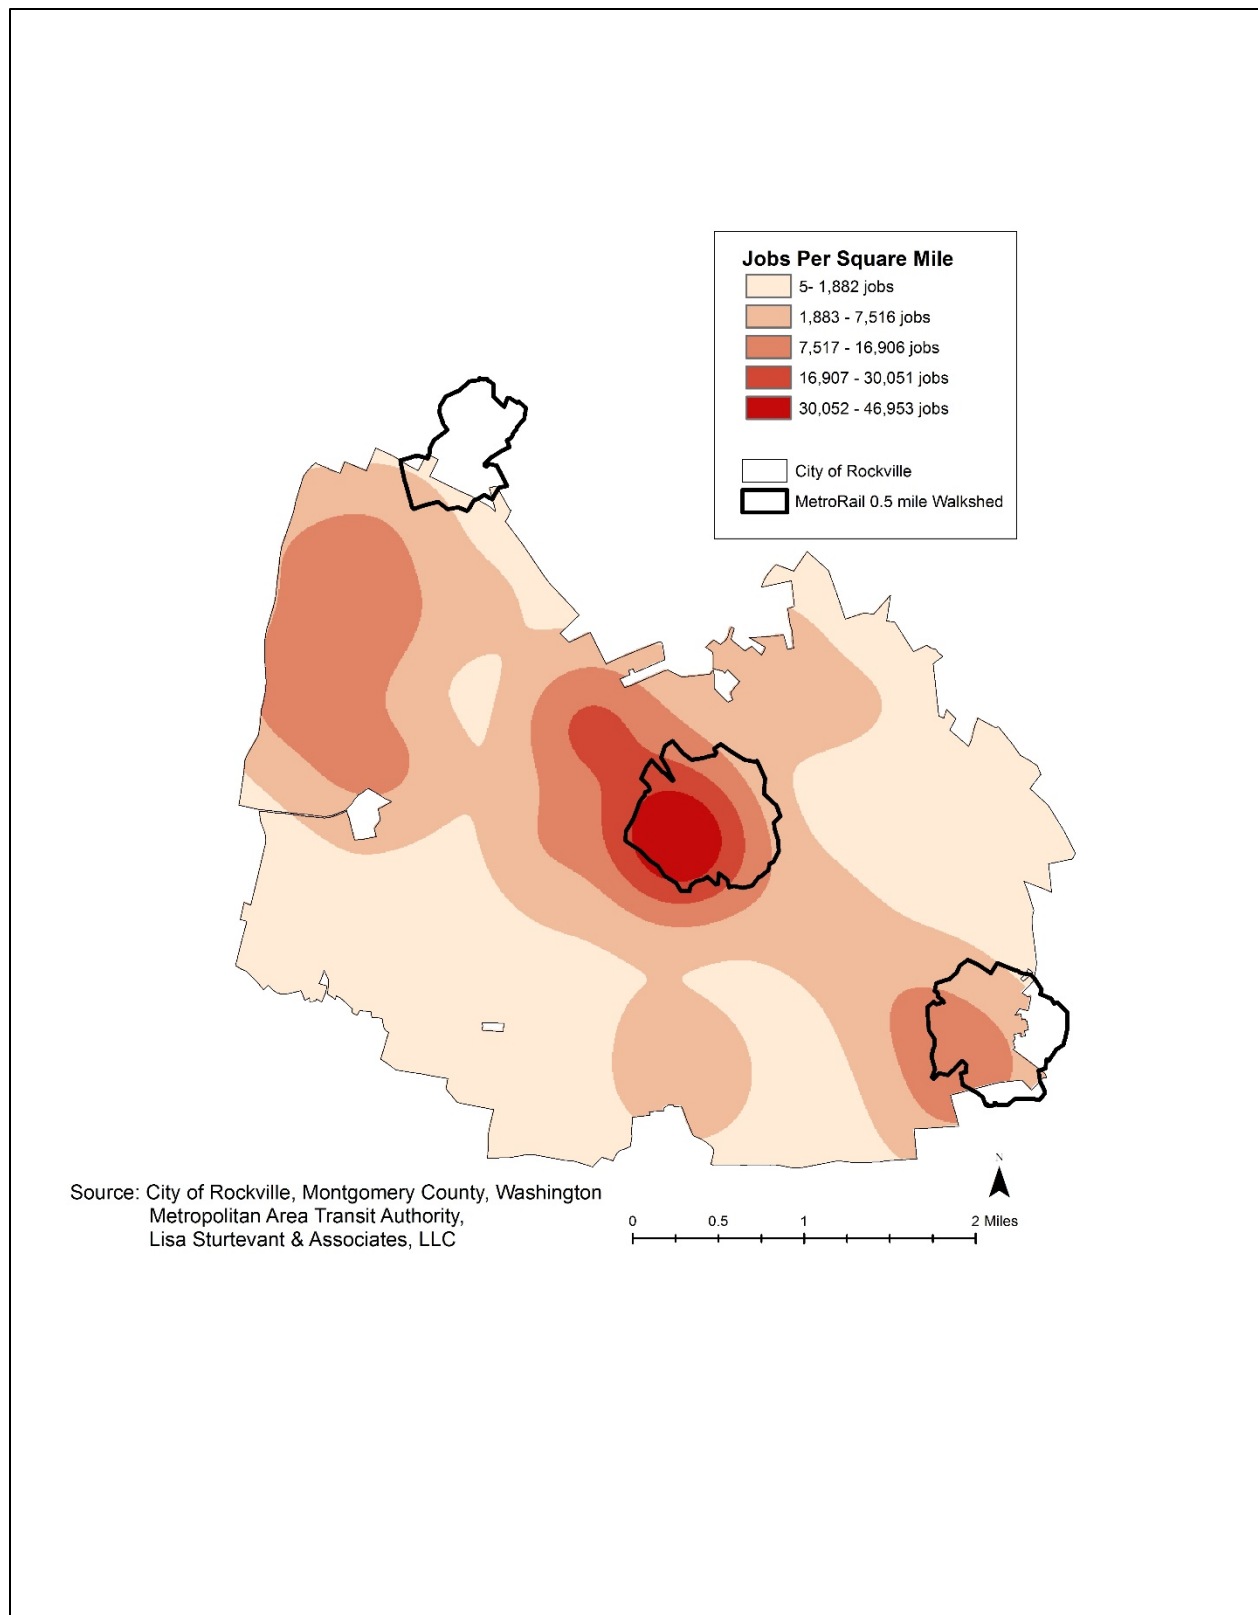 Jobs Per Square Mile
5- 1,882 jobs
1,883 - 7,516 jobs
7,517 - 16,906 jobs
16,907 - 30,051 jobs
30,052 - 46,953 jobs
City of Rockville
MetroRail 0.5 mile Walkshed
N
Source: City of Rockville, Montgomery County, Washington
Metropolitan Area Transit Authority,
Lisa Sturtevant & Associates, LLC
0 0.5 1 2 Miles